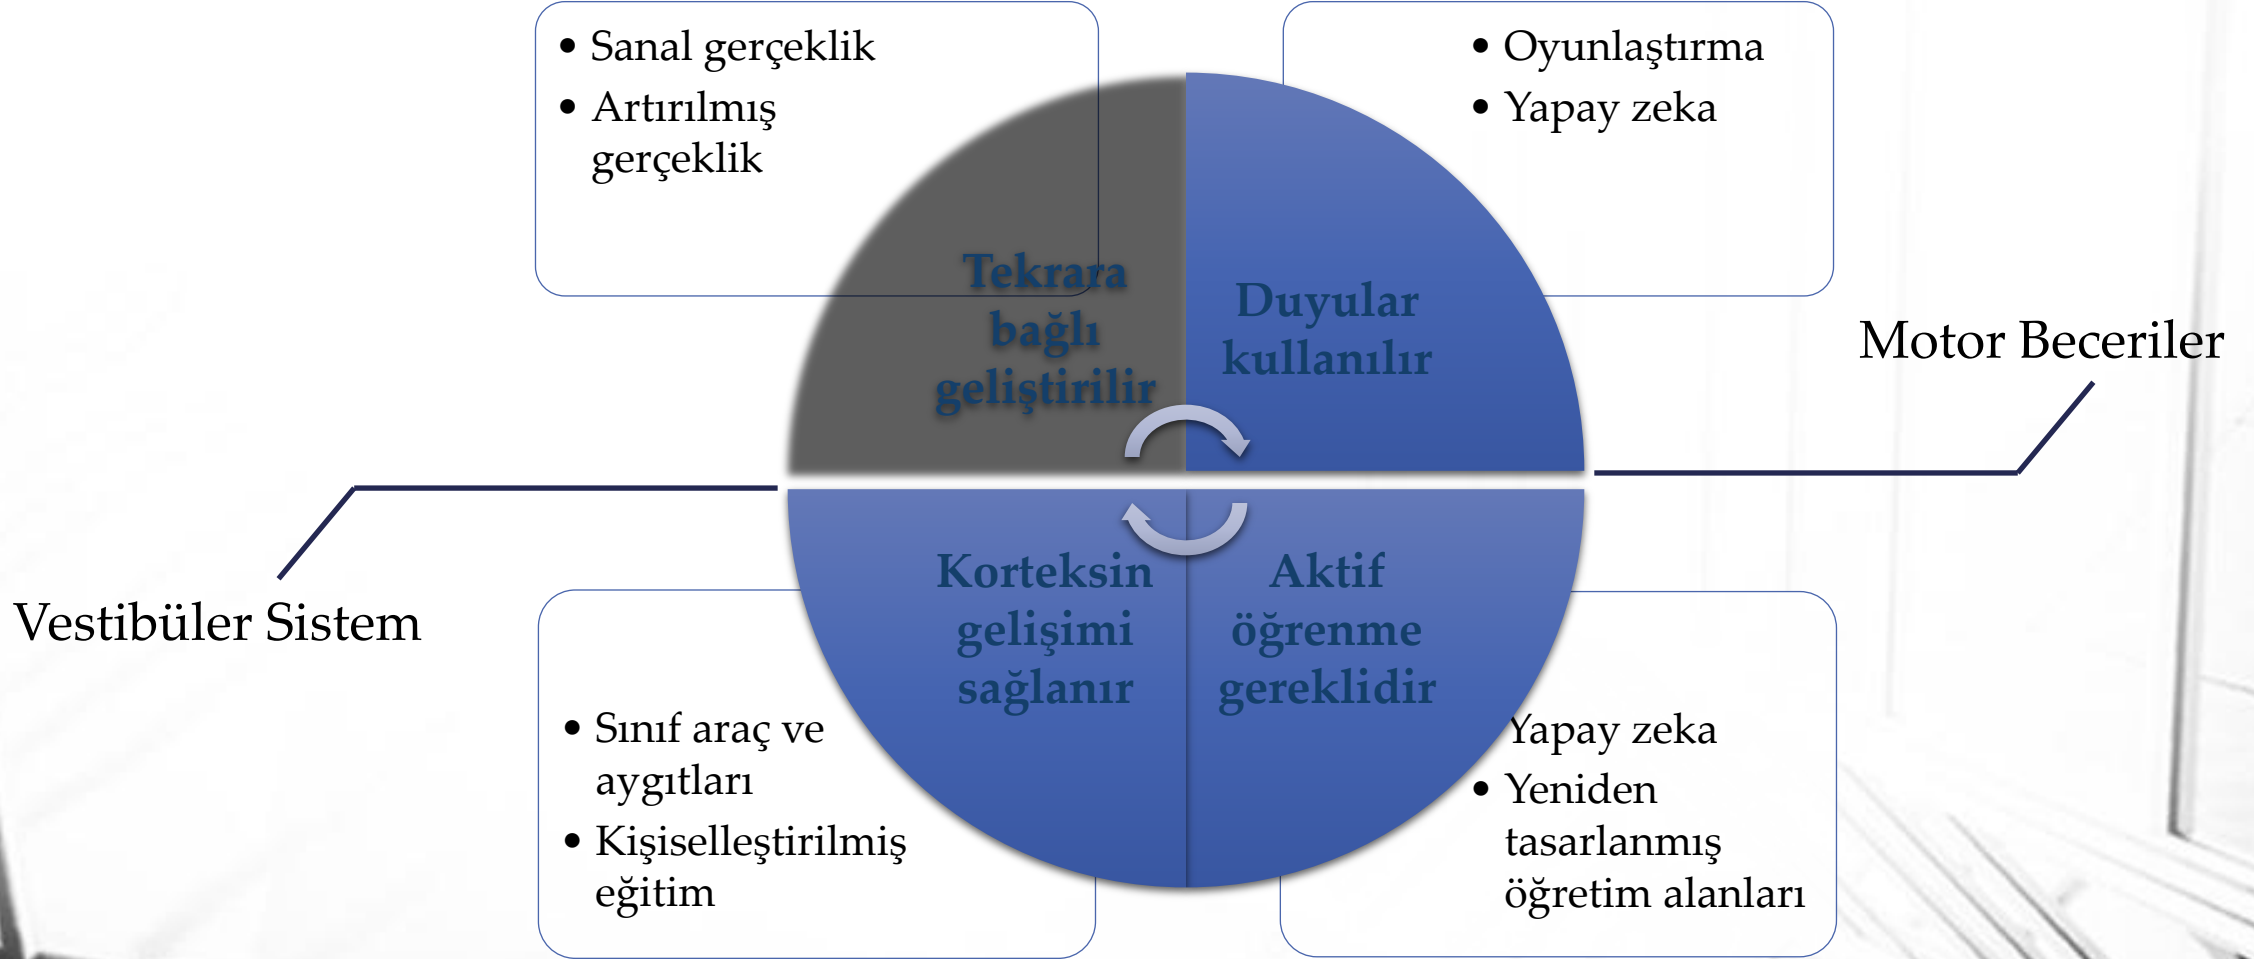 • Sanal gerçeklik
• Artırılmış
gerçeklik
• Oyunlaştırma
• Yapay zeka
Tekrara
bağlı
geliştirilir
Duyular
kullanılır
Motor Beceriler
Vestibüler Sistem
Korteksin
gelişimi
sağlanır
Aktif
öğrenme
gereklidir
• Sınıf araç ve
aygıtları
• Kişiselleştirilmiş
eğitim
Yapay zeka
• Yeniden
tasarlanmış
öğretim alanları